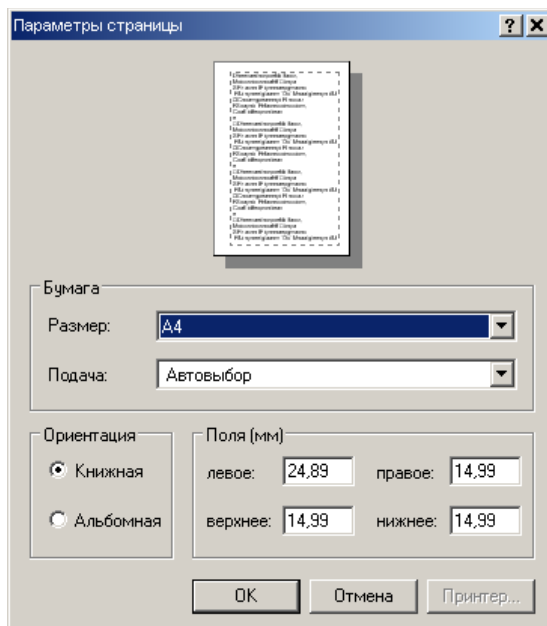 Параметры страницы
Бумага
Размер: A4
Подача: Автовыбор
Ориентация
Книжная
Альбомная
Поля (мм)
левое: 24,89 правое: 14,99
верхнее: 14,99 нижнее: 14,99
OK Отмена Принтер...